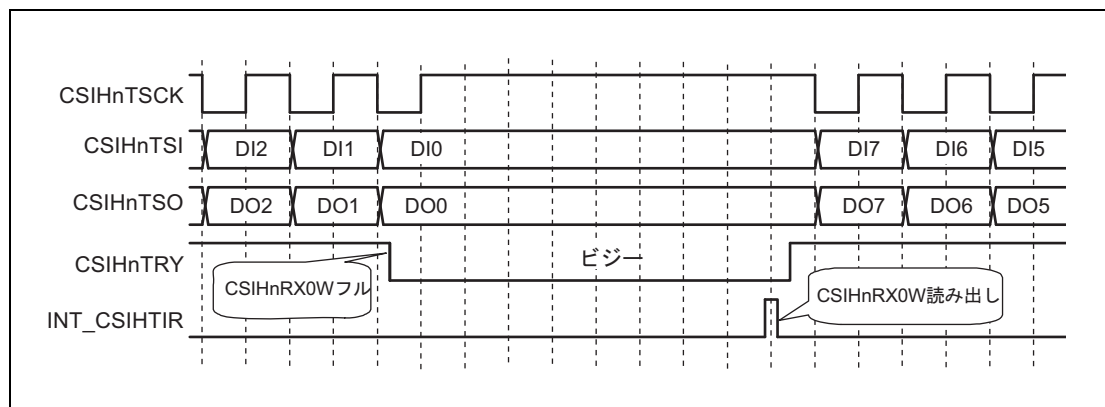 CSIHnTSCK
CSIHnTSI DI2 DI1 DI0 DI7 DI6 DI5
CSIHnTSO DO2 DO1 DO0 DO7 DO6 DO5
CSIHnTRY ビジー
CSIHnRX0Wフル
CSIHnRX0W読み出し
INT_CSIHTIR